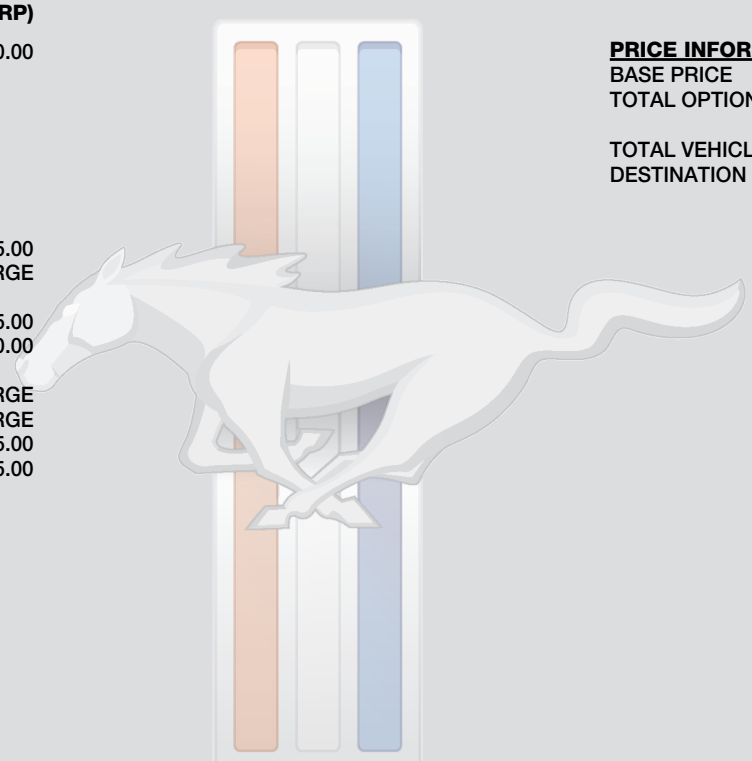 RP)
0.00
5.00
RGE
5.00
0.00
RGE
RGE
5.00
5.00
PRICE INFOR
BASE PRICE
TOTAL OPTION
TOTAL VEHICL
DESTINATION